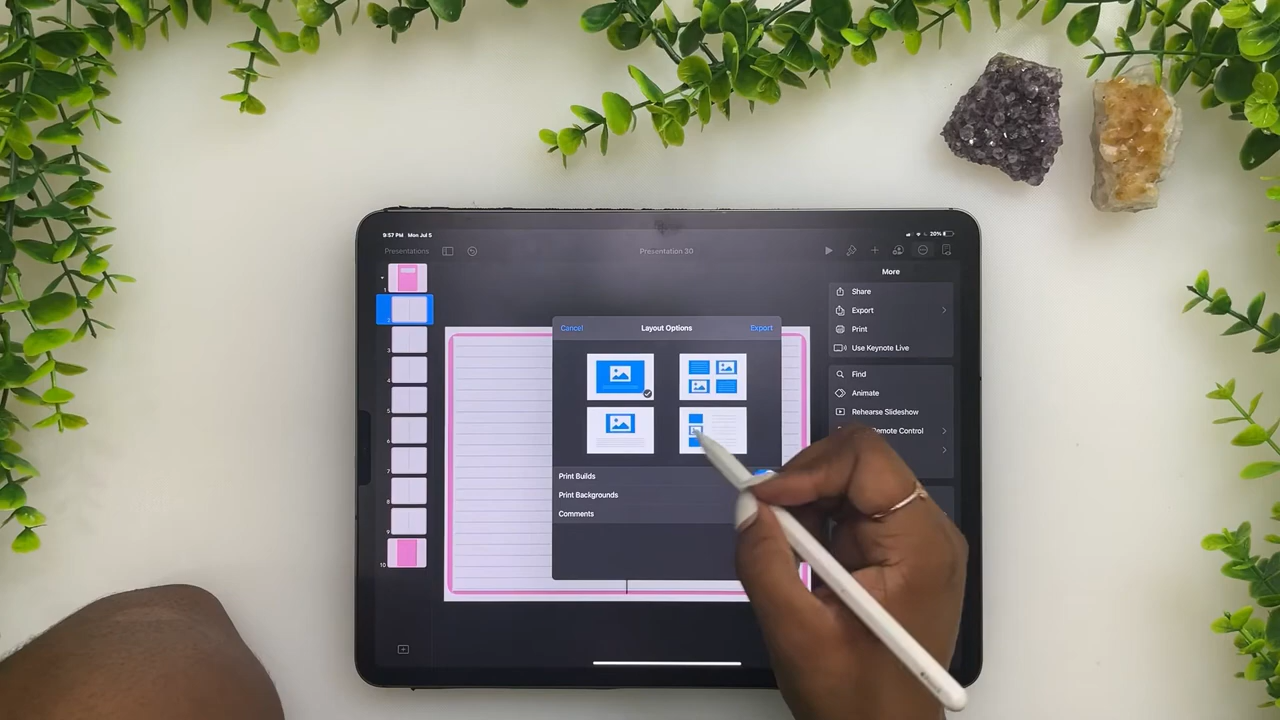 9:57 PM Mon Jul 5
20%
Presentations
Presentation 30
More
Share
Export
Print
Use Keynote Live
Find
Animate
Rehearse Slideshow
Remote Control
Cancel
Layout Options
Export
Print Builds
Print Backgrounds
Comments
1
2
3
4
5
6
7
8
9
10